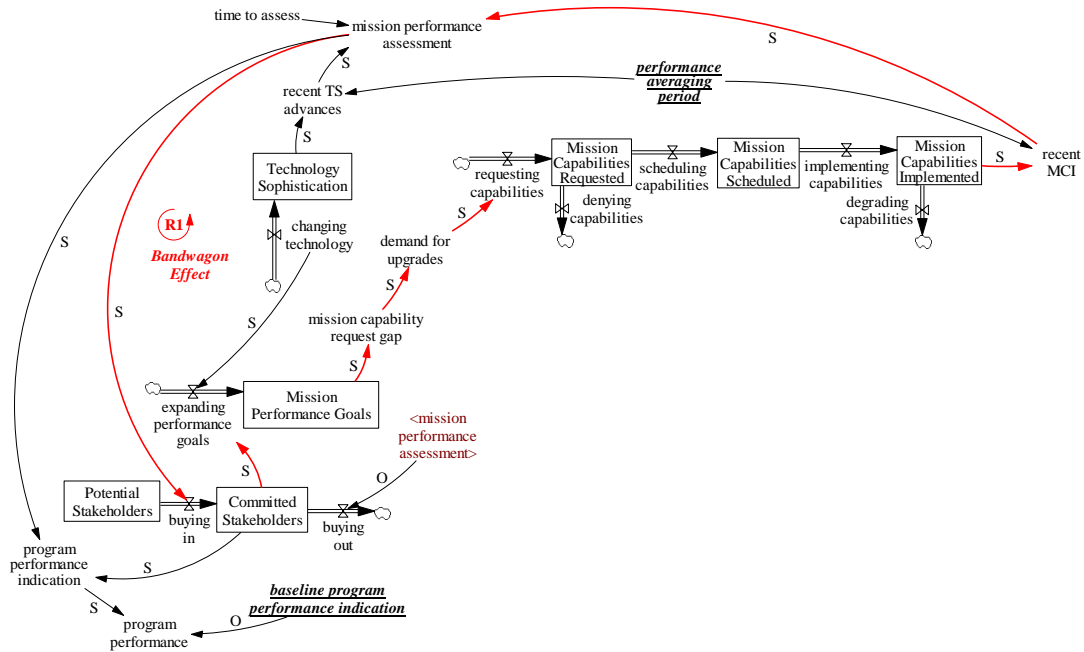 time to assess
mission performance
assessment
S
S
performance
averaging
period
recent TS
advances
S
Technology
Sophistication
Mission
Capabilities
Requested
Mission
Capabilities
Scheduled
Mission
Capabilities
Implemented
S
recent
MCI
requesting
capabilities
scheduling
capabilities
implementing
capabilities
denying
capabilities
degrading
capabilities
S
R1
Bandwagon
Effect
changing
technology
S
demand for
upgrades
S
S
S
mission capability
request gap
S
expanding
performance
goals
Mission
Performance Goals
<mission
performance
assessment>
S
O
Potential
Stakeholders
Committed
Stakeholders
buying
in
buying
out
program
performance
indication
S
S
baseline program
performance indication
O
program
performance